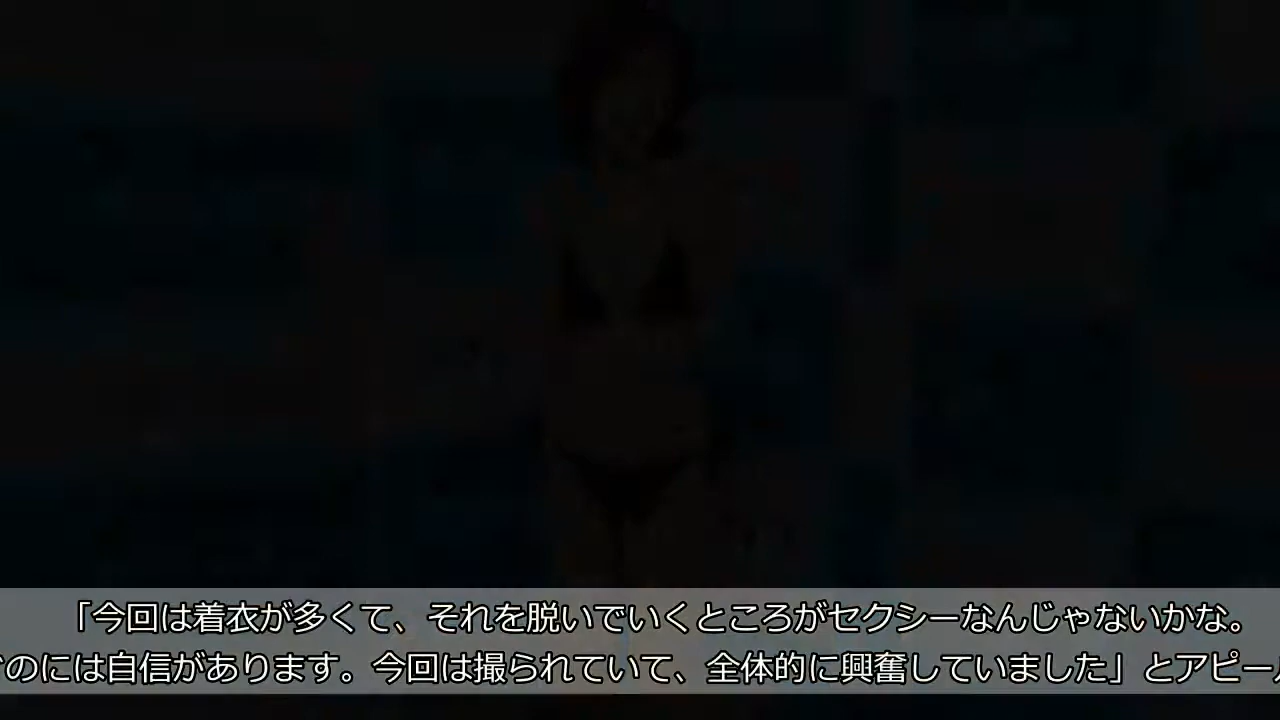 「今回は着衣が多くて、それを脱いでいくところがセクシーなんじゃないかな。
のには自信があります。今回は撮られていて、全体的に興奮していました」とアピー